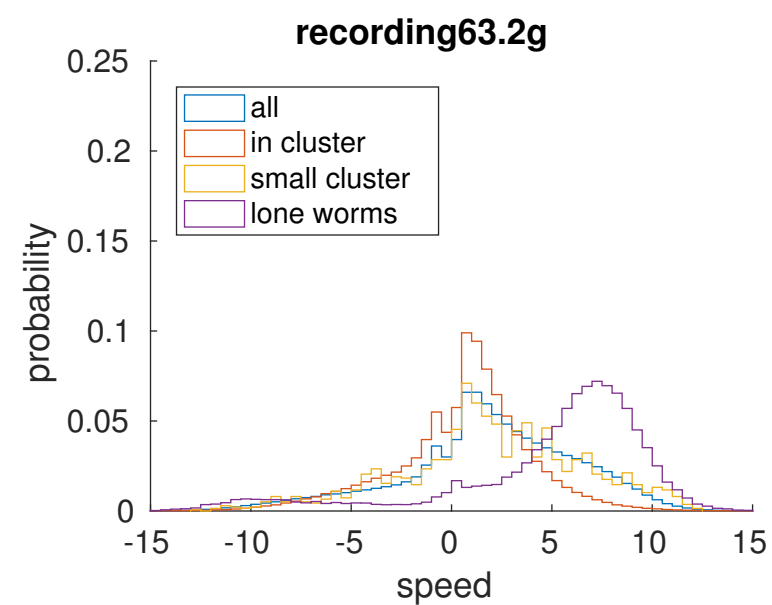 recording63.2g
0.25
0.2
0.15
0.1
0.05
0
probability
all
in cluster
small cluster
lone worms
-15 -10 -5 0 5 10 15
speed